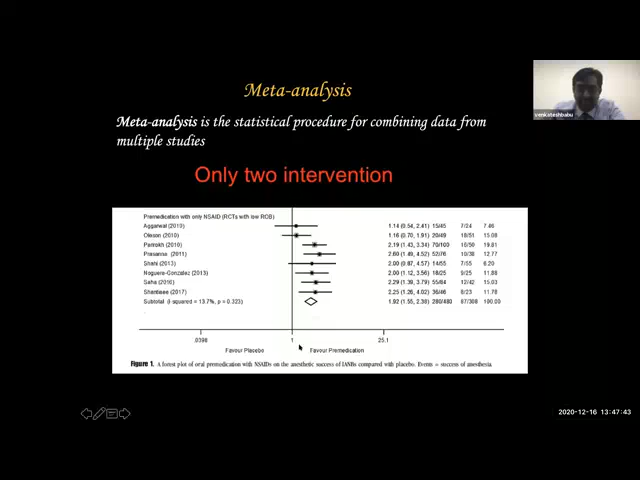 Meta-analysis
Meta-analysis is the statistical procedure for combining data from
multiple studies
venkateshbabu
Only two intervention
Premedication with only NSAID (RCTs with low ROB)
Aggarwal (2010) 1.14 (0.54, 2.41) 15/45 7/24 7.46
Oleson (2010) 1.16 (0.70, 1.91) 20/49 18/51 15.08
Parirokh (2010) 2.19 (1.43, 3.34) 70/100 16/50 19.81
Prasanna (2011) 2.60 (1.49, 4.52) 52/76 10/38 12.77
Shahi (2013) 2.00 (0.87, 4.57) 14/55 7/55 6.20
Noguera-Gonzalez (2013) 2.00 (1.12, 3.56) 18/25 9/25 11.88
Saha (2016) 2.29 (1.39, 3.79) 55/84 12/42 15.03
Shantiaee (2017) 2.25 (1.26, 4.02) 36/46 8/23 11.78
Subtotal (I-squared = 13.7%, p = 0.323) 1.92 (1.55, 2.38) 280/480 87/308 100.00
.0398 1 25.1
Favour Placebo Favour Premedication
Figure 1. A forest plot of oral premedication with NSAIDs on the anesthetic success of IANBs compared with placebo. Events = success of anesthesia
2020-12-16 13:47:43